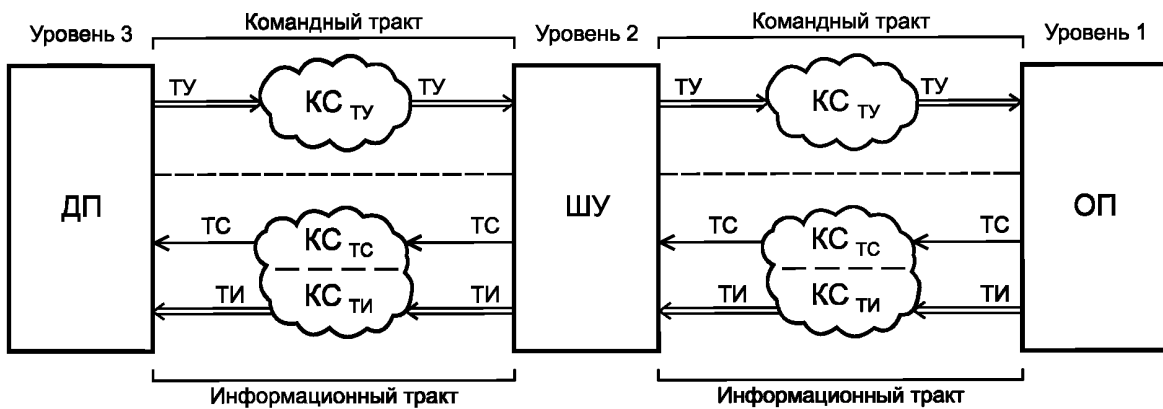 Командный тракт Командный тракт
Уровень 3 Уровень 2 Уровень 1
ТУ КС ТУ ТУ ТУ КС ТУ ТУ
ДП ШУ ОП
ТС КС ТС ТС ТС КС ТС ТС
ТИ КС ТИ ТИ ТИ КС ТИ ТИ
Информационный тракт Информационный тракт